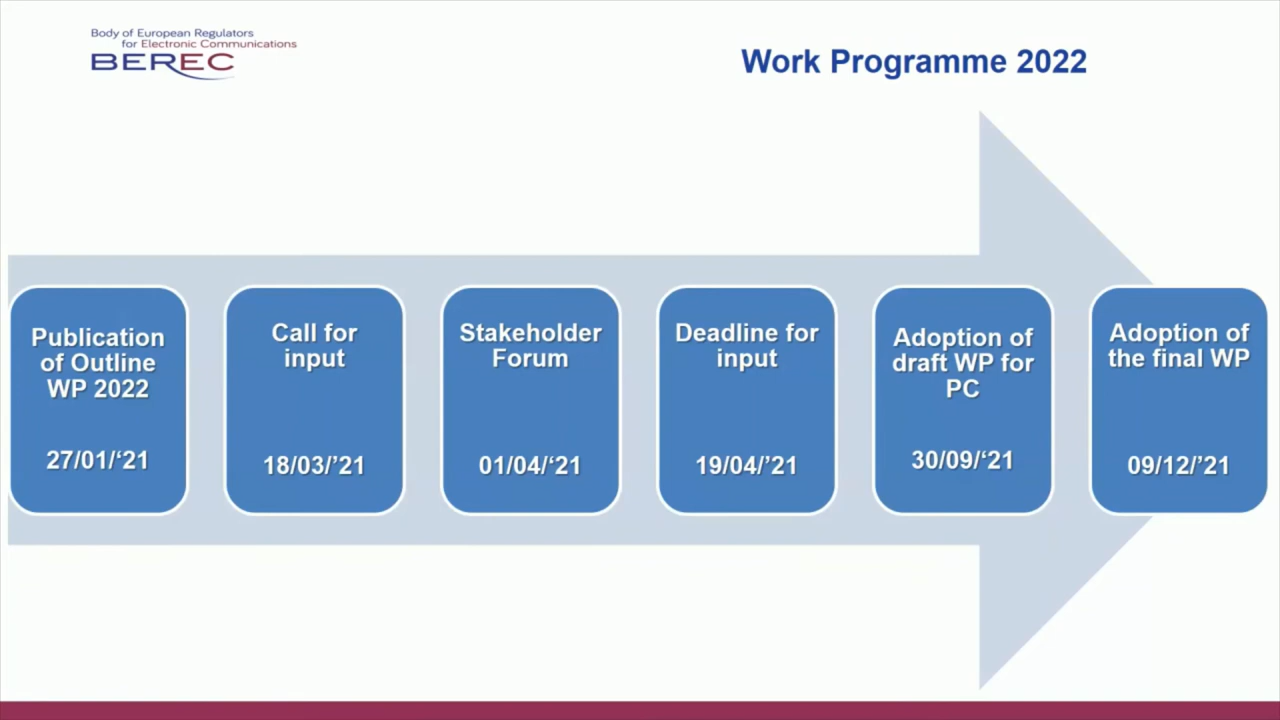 Body of European Regulators
for Electronic Communications
BEREC
Work Programme 2022
Publication
of Outline
WP 2022
27/01/‘21
Call for
input
18/03/’21
Stakeholder
Forum
01/04/‘21
Deadline for
input
19/04/’21
Adoption of
draft WP for
PC
30/09/‘21
Adoption of
the final WP
09/12/’21